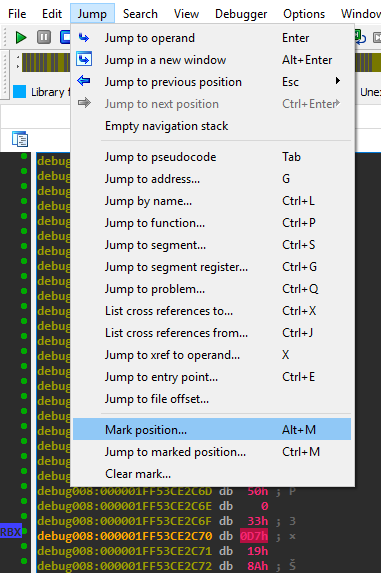 File Edit Jump Search View Debugger Options Window
Jump to operand Enter
Jump in a new window Alt+Enter
Library f
Unex
Jump to previous position Esc
Jump to next position Ctrl+Enter
Empty navigation stack
Jump to pseudocode Tab
Jump to address... G
Jump by name... Ctrl+L
Jump to function... Ctrl+P
Jump to segment... Ctrl+S
Jump to segment register... Ctrl+G
Jump to problem... Ctrl+Q
List cross references to... Ctrl+X
List cross references from... Ctrl+J
Jump to xref to operand... X
Jump to entry point... Ctrl+E
Jump to file offset...
Mark position... Alt+M
Jump to marked position... Ctrl+M
Clear mark...
debug008:000001FF53CE2C6D db 50h ; P
debug008:000001FF53CE2C6E db 0
debug008:000001FF53CE2C6F db 33h ; 3
RBX debug008:000001FF53CE2C70 db 0D7h ; ×
debug008:000001FF53CE2C71 db 19h
debug008:000001FF53CE2C72 db 8Ah ; Š